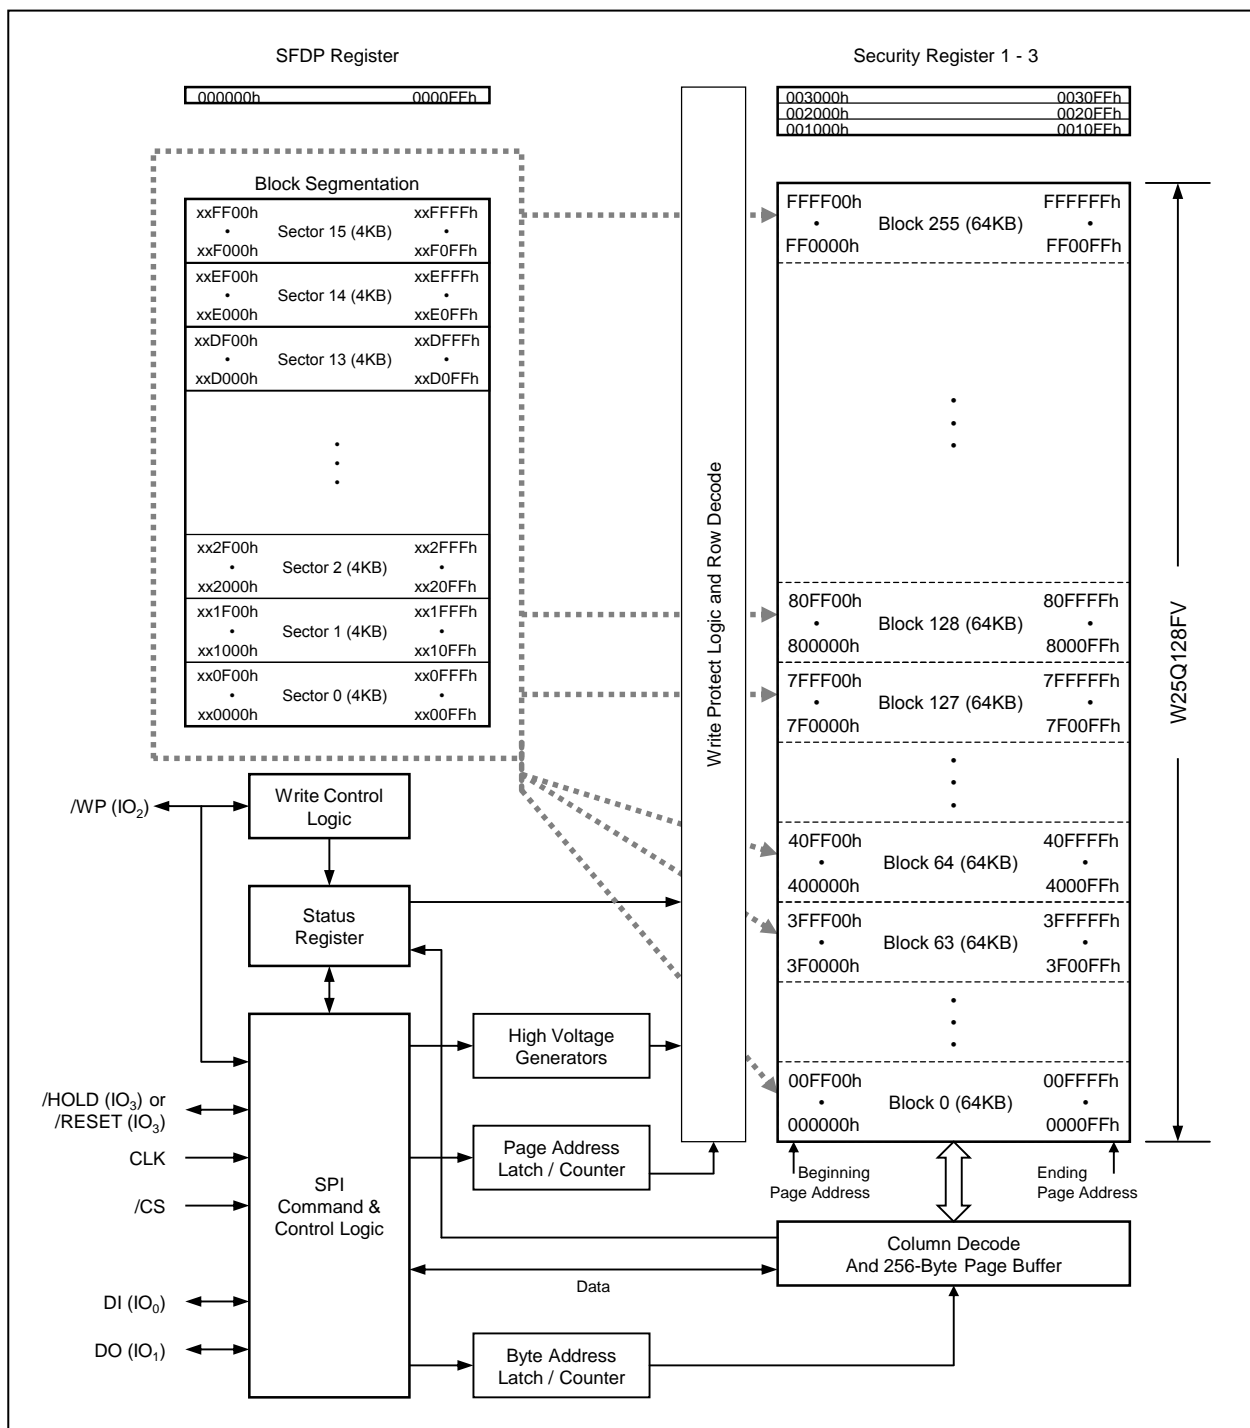 SFDP Register
000000h 0000FFh
Security Register 1 - 3
003000h 0030FFh
002000h 0020FFh
001000h 0010FFh
Block Segmentation
xxFF00h xxFFFFh
• Sector 15 (4KB) •
xxF000h xxF0FFh
xxEF00h xxEFFFh
• Sector 14 (4KB) •
xxE000h xxE0FFh
xxDF00h xxDFFFh
• Sector 13 (4KB) •
xxD000h xxD0FFh
xx2F00h xx2FFFh
• Sector 2 (4KB) •
xx2000h xx20FFh
xx1F00h xx1FFFh
• Sector 1 (4KB) •
xx1000h xx10FFh
xx0F00h xx0FFFh
• Sector 0 (4KB) •
xx0000h xx00FFh
Write Protect Logic and Row Decode
FFFF00h FFFFFFh
• Block 255 (64KB) •
FF0000h FF00FFh
80FF00h 80FFFFh
• Block 128 (64KB) •
800000h 8000FFh
7FFF00h 7FFFFFh
• Block 127 (64KB) •
7F0000h 7F00FFh
40FF00h 40FFFFh
• Block 64 (64KB) •
400000h 4000FFh
3FFF00h 3FFFFFh
• Block 63 (64KB) •
3F0000h 3F00FFh
00FF00h 00FFFFh
• Block 0 (64KB) •
000000h 0000FFh
W25Q128FV
Beginning
Page Address
Ending
Page Address
/WP (IO2)
Write Control
Logic
Status
Register
/HOLD (IO3) or
/RESET (IO3)
CLK
/CS
DI (IO0)
DO (IO1)
SPI
Command &
Control Logic
High Voltage
Generators
Page Address
Latch / Counter
Column Decode
And 256-Byte Page Buffer
Data
Byte Address
Latch / Counter